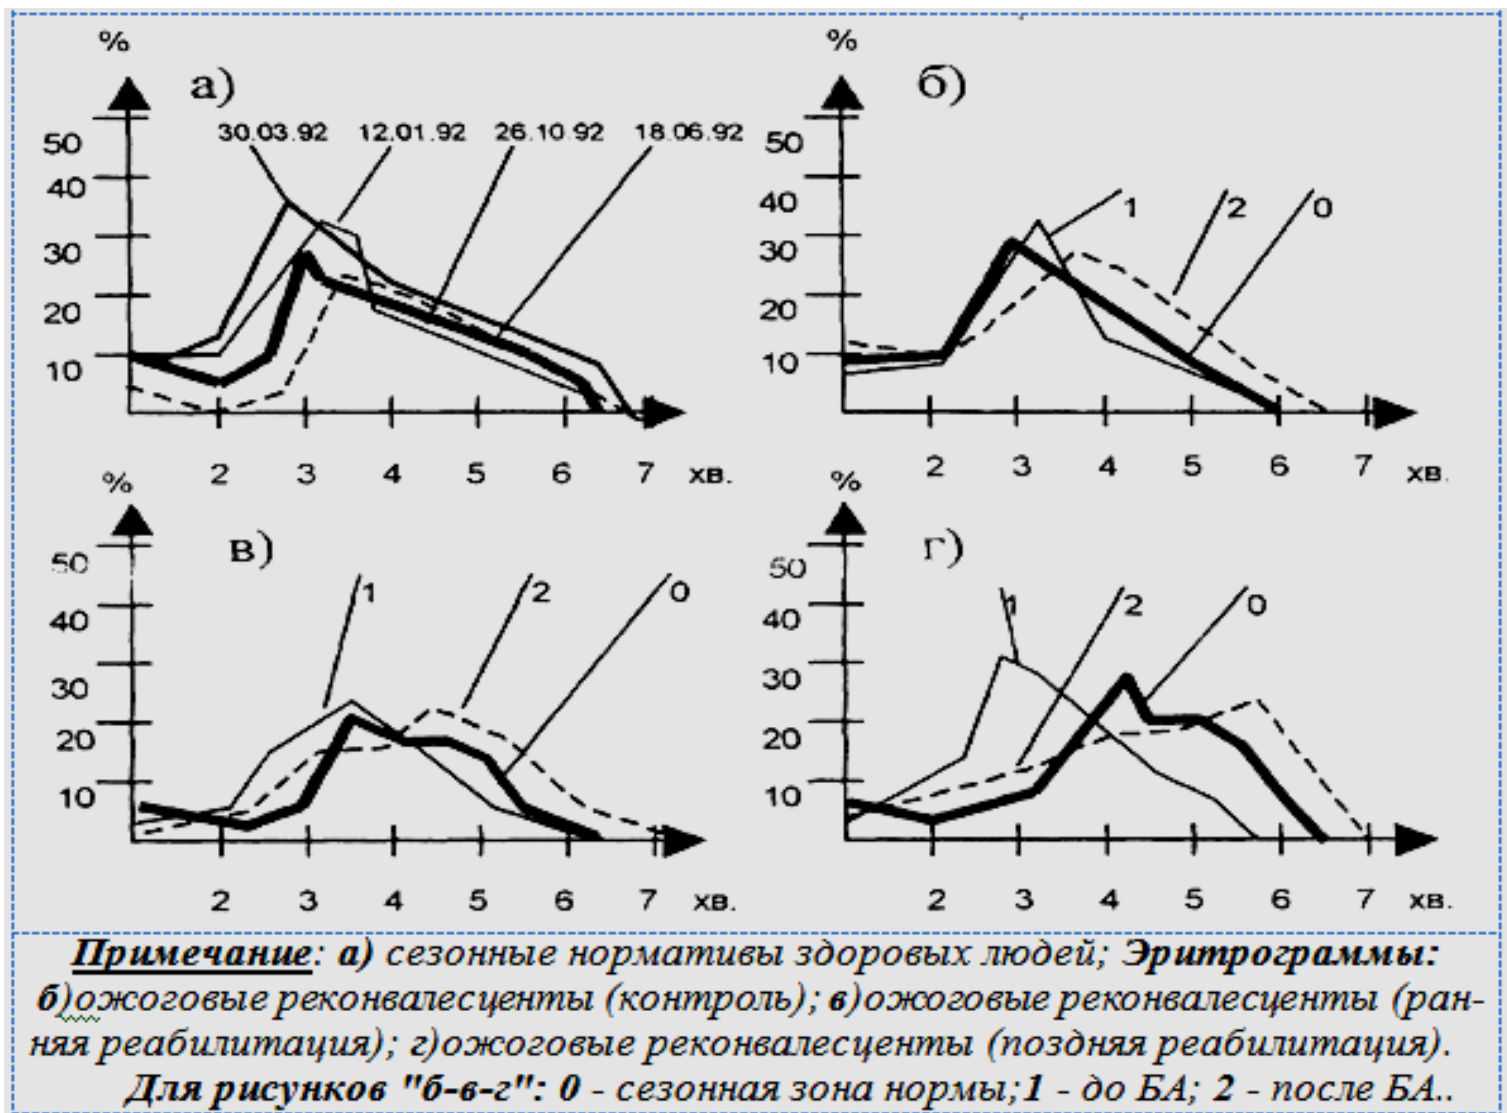 %
а)
30.03.92 12.01.92 26.10.92 18.06.92
50
40
30
20
10
2 3 4 5 6 7 хв.
%
б)
50
40
30
20
10
1 2 0
2 3 4 5 6 7 хв.
%
в)
50
40
30
20
10
1 2 0
2 3 4 5 6 7 хв.
%
г)
50
40
30
20
10
1 2 0
2 3 4 5 6 7 хв.
Примечание: а) сезонные нормативы здоровых людей; Эритрограммы:
б)ожоговые реконвалесценты (контроль); в)ожоговые реконвалесценты (ран-
няя реабилитация); г)ожоговые реконвалесценты (поздняя реабилитация).
Для рисунков "б-в-г": 0 - сезонная зона нормы;1 - до БА; 2 - после БА..